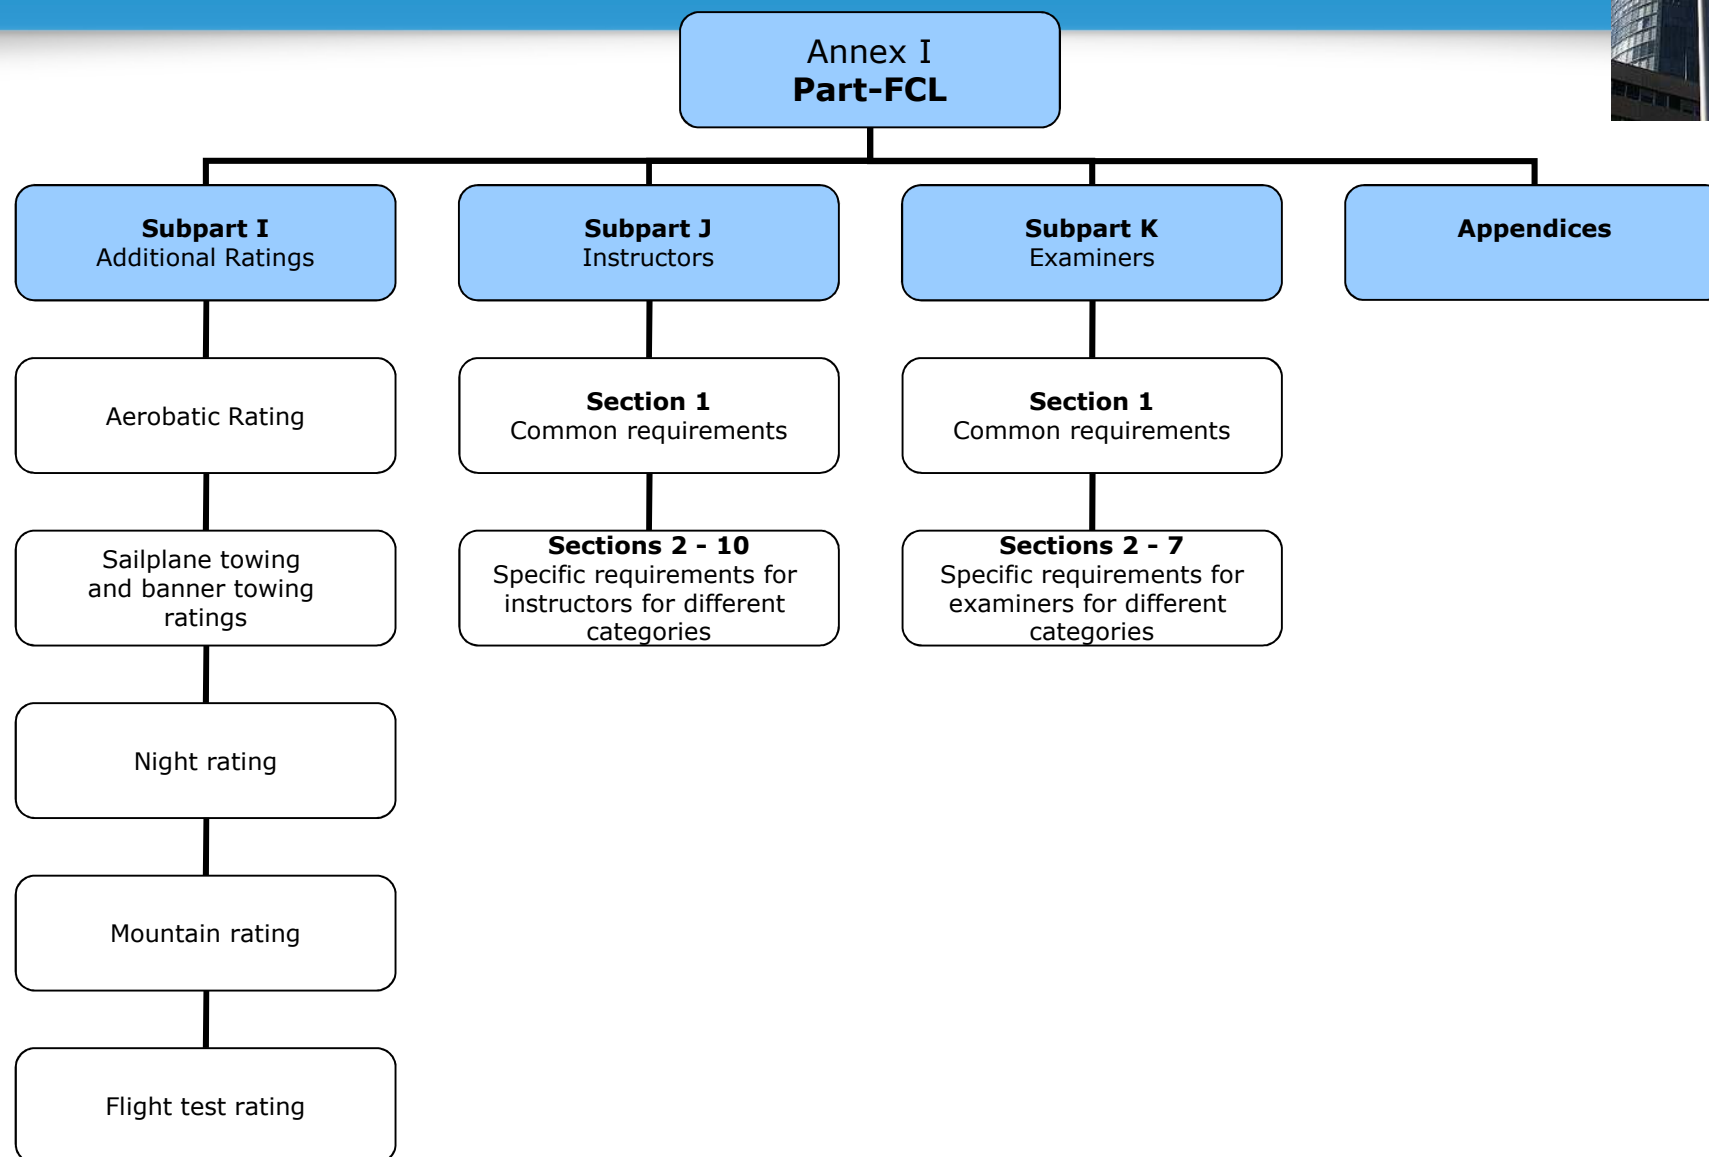 Annex I
Part-FCL
Subpart I
Additional Ratings
Subpart J
Instructors
Subpart K
Examiners
Appendices
Aerobatic Rating
Section 1
Common requirements
Section 1
Common requirements
Sailplane towing
and banner towing
ratings
Sections 2 - 10
Specific requirements for
instructors for different
categories
Sections 2 - 7
Specific requirements for
examiners for different
categories
Night rating
Mountain rating
Flight test rating